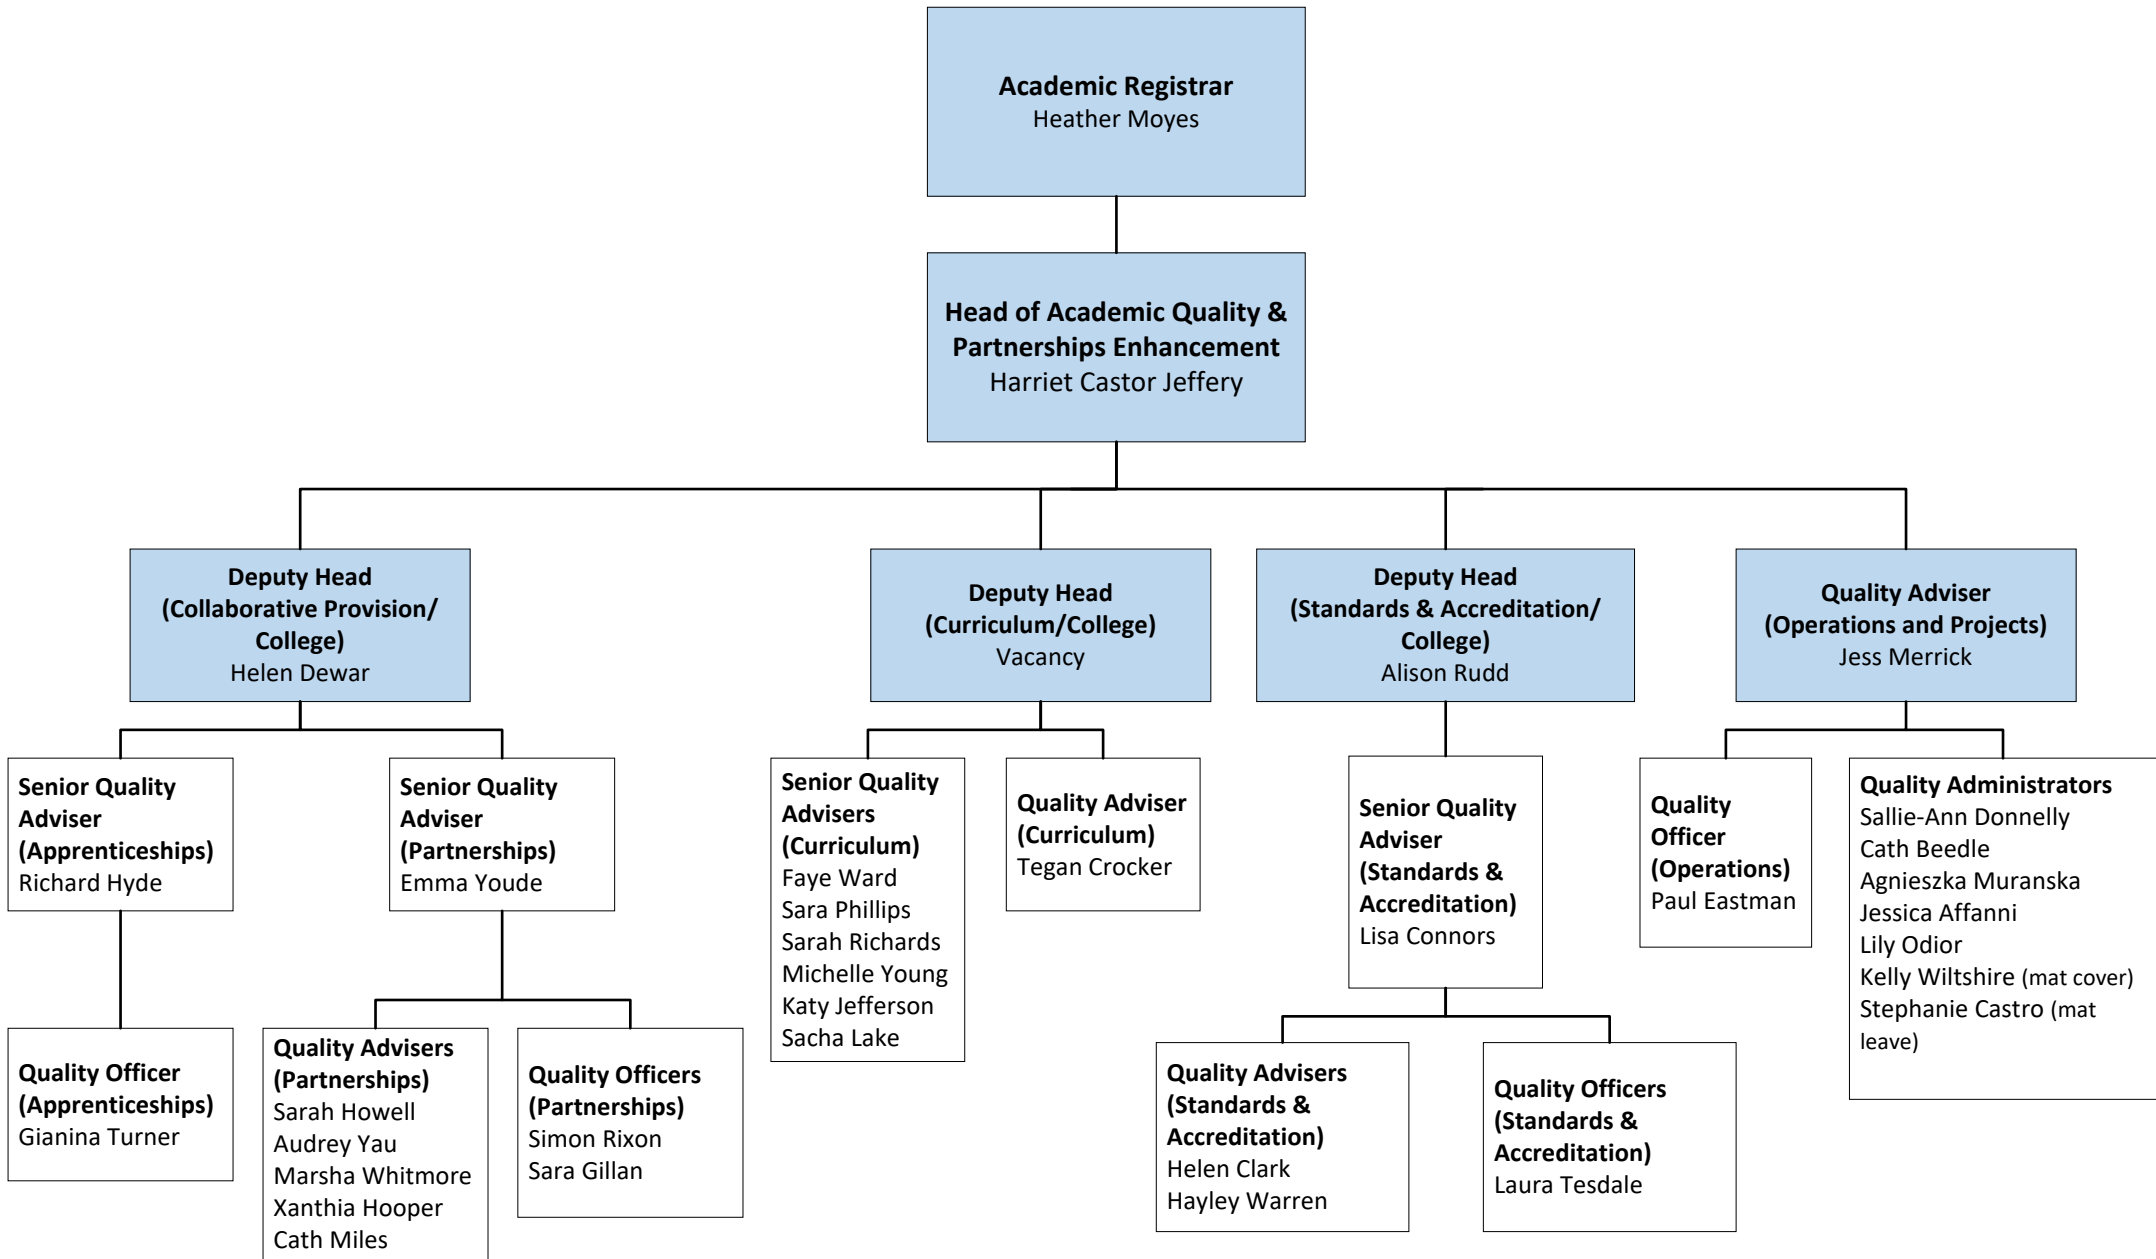 Academic Registrar
Heather Moyes
Head of Academic Quality &
Partnerships Enhancement
Harriet Castor Jeffery
Deputy Head
(Collaborative Provision/
College)
Helen Dewar
Deputy Head
(Curriculum/College)
Vacancy
Deputy Head
(Standards & Accreditation/
College)
Alison Rudd
Quality Adviser
(Operations and Projects)
Jess Merrick
Senior Quality
Adviser
(Apprenticeships)
Richard Hyde
Senior Quality
Adviser
(Partnerships)
Emma Youde
Senior Quality
Advisers
(Curriculum)
Faye Ward
Sara Phillips
Sarah Richards
Michelle Young
Katy Jefferson
Sacha Lake
Quality Adviser
(Curriculum)
Tegan Crocker
Senior Quality
Adviser
(Standards &
Accreditation)
Lisa Connors
Quality
Officer
(Operations)
Paul Eastman
Quality Administrators
Sallie-Ann Donnelly
Cath Beedle
Agnieszka Muranska
Jessica Affanni
Lily Odior
Kelly Wiltshire (mat cover)
Stephanie Castro (mat
leave)
Quality Officer
(Apprenticeships)
Gianina Turner
Quality Advisers
(Partnerships)
Sarah Howell
Audrey Yau
Marsha Whitmore
Xanthia Hooper
Cath Miles
Quality Officers
(Partnerships)
Simon Rixon
Sara Gillan
Quality Advisers
(Standards &
Accreditation)
Helen Clark
Hayley Warren
Quality Officers
(Standards &
Accreditation)
Laura Tesdale